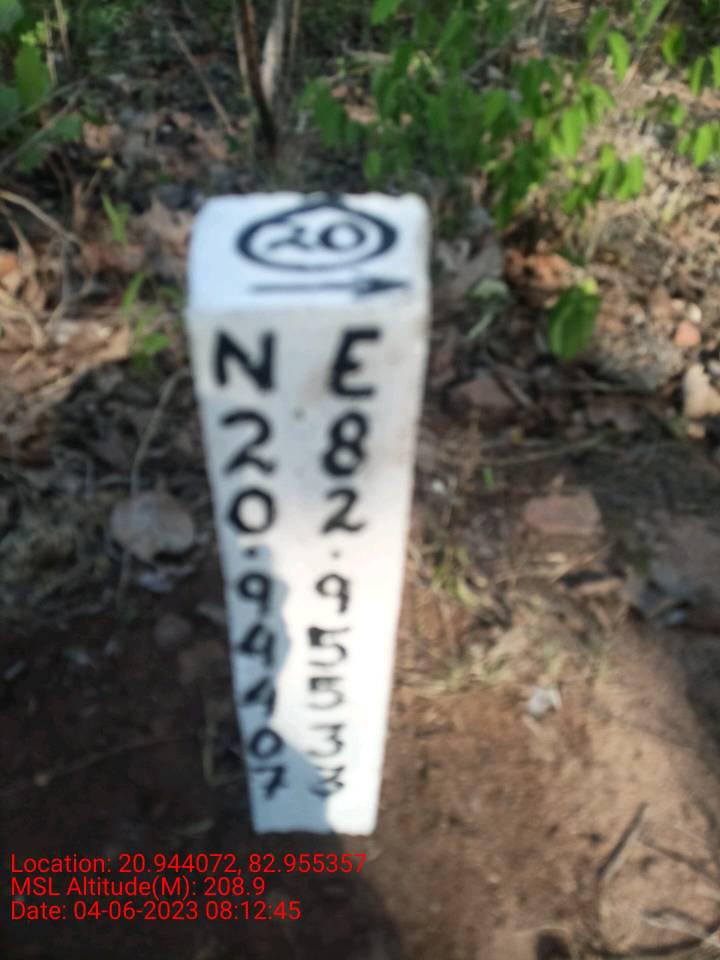 20
N 20.94407
E 82.95533
Location: 20.944072, 82.955357
MSL Altitude(M): 208.9
Date: 04-06-2023 08:12:45